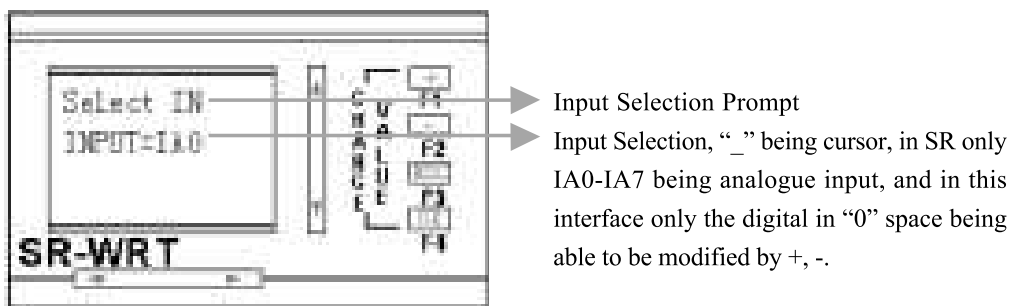 Select IN
INPUT=IA0
CHANGE
VALUE
+
F1
-
F2
F3
F4
SR-WRT
Input Selection Prompt
Input Selection, “_” being cursor, in SR only
IA0-IA7 being analogue input, and in this
interface only the digital in “0” space being
able to be modified by +, -.